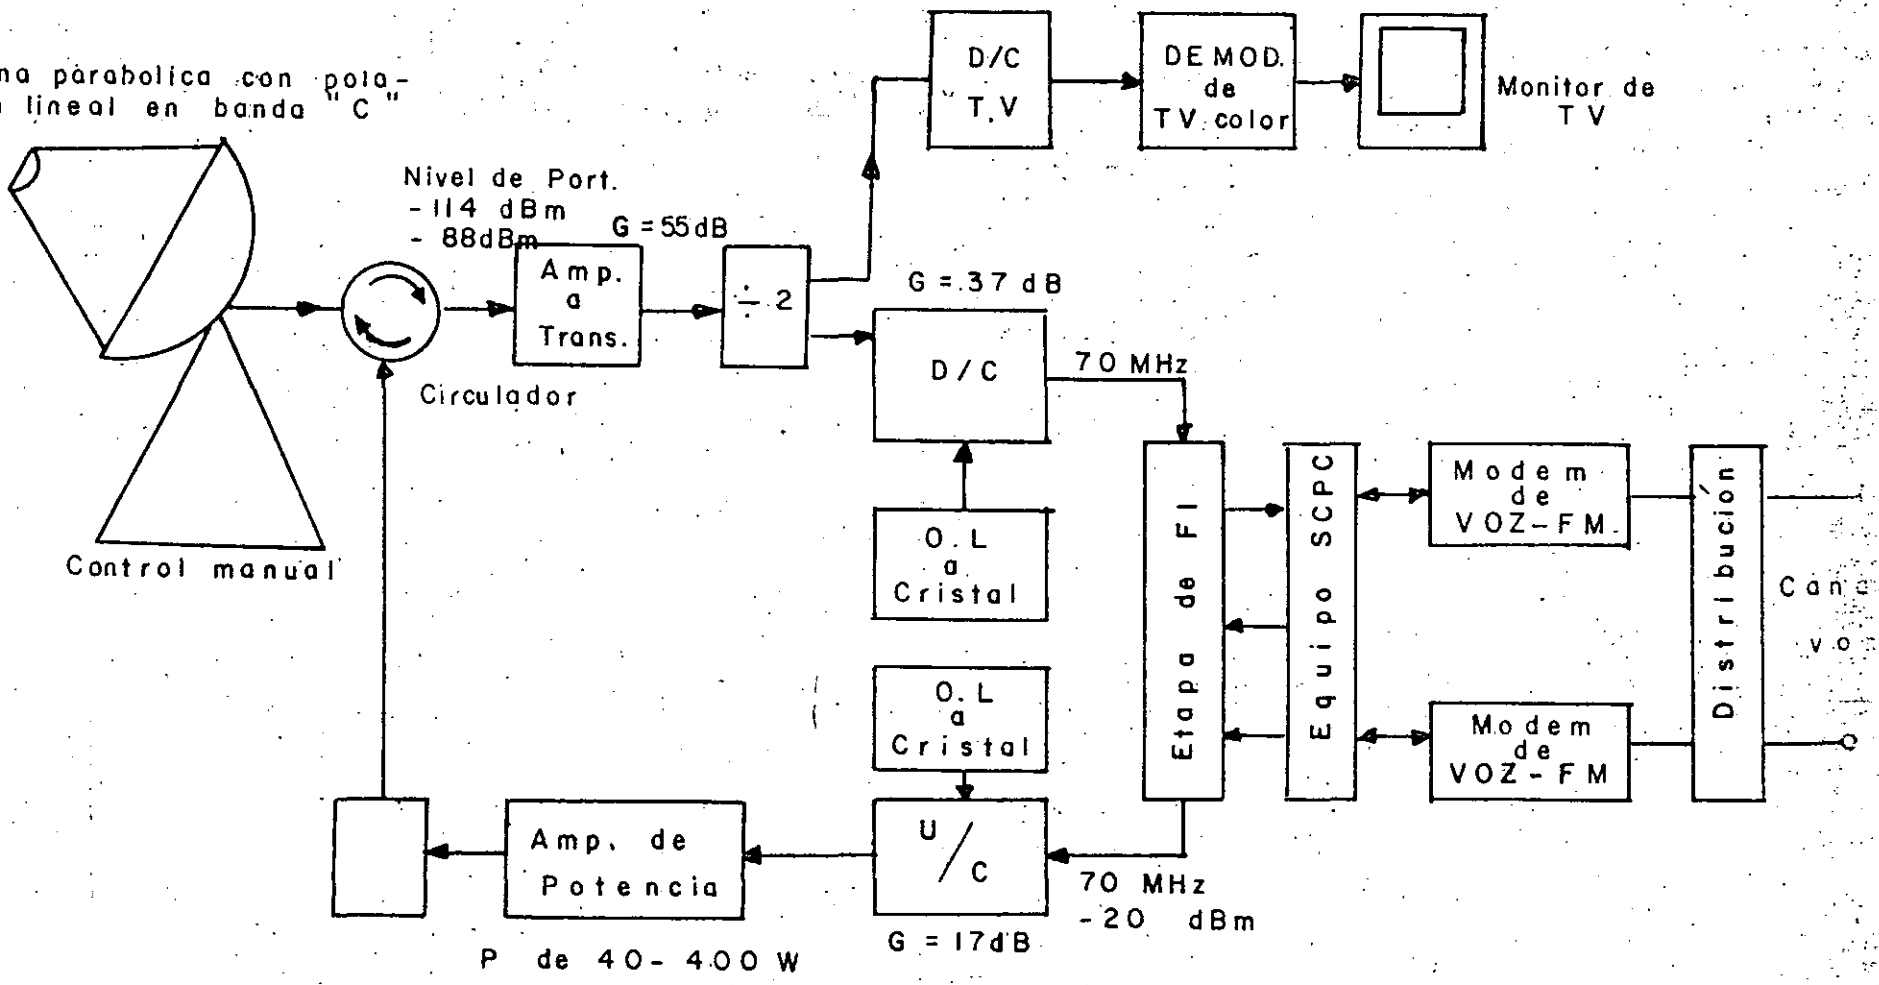 na parabolica con pola-
lineal en banda "C"
Control manual
Nivel de Port.
-114 dBm
- 88dBm
Circulador
G = 55dB
Amp.
a
Trans.
÷ 2
D/C
T.V
DEMOD.
de
TV color
Monitor de
TV
G = 37 dB
D/C
70 MHz
O.L
a
Cristal
O.L
a
Cristal
Etapa de FI
Equipo SCPC
Modem
de
VOZ-FM
Modem
de
VOZ-FM
Distribución
U/C
G = 17dB
70 MHz
-20 dBm
Amp. de
Potencia
P de 40-400 W